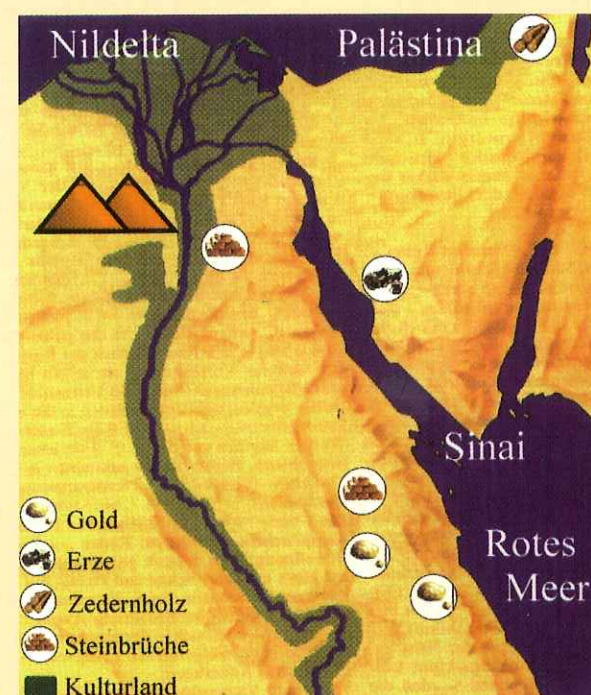 Nildelta
Palästina
Sinai
Rotes
Meer
Gold
Erze
Zedernholz
Steinbrüche
Kulturland